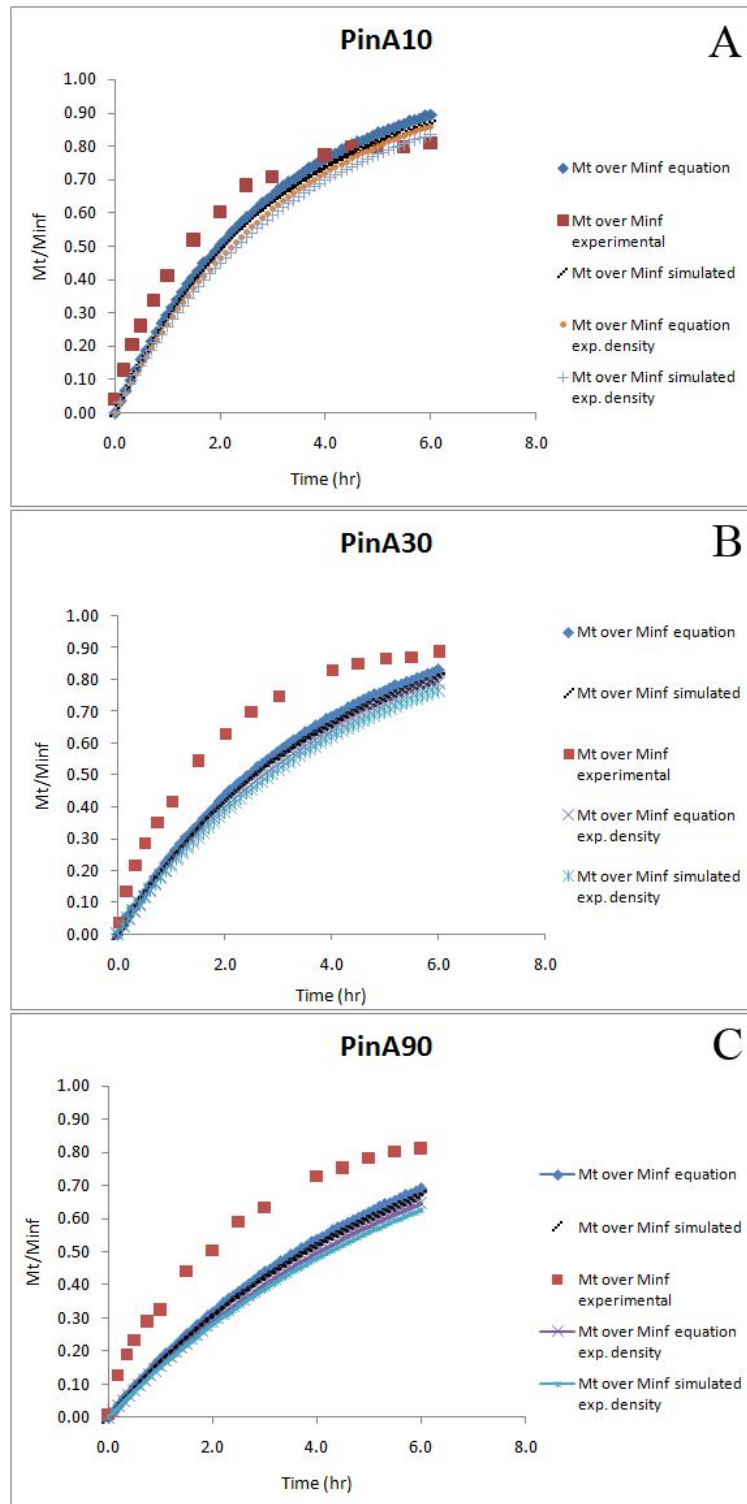 PinA10
A
1.00
0.90
0.80
0.70
0.60
0.50
0.40
0.30
0.20
0.10
0.00
Mt/Minf
0.0 2.0 4.0 6.0 8.0
Time (hr)
Mt over Minf equation
Mt over Minf
experimental
Mt over Minf simulated
Mt over Minf equation
exp. density
Mt over Minf simulated
exp. density
PinA30
B
1.00
0.90
0.80
0.70
0.60
0.50
0.40
0.30
0.20
0.10
0.00
Mt/Minf
0.0 2.0 4.0 6.0 8.0
Time (hr)
Mt over Minf equation
Mt over Minf simulated
Mt over Minf
experimental
Mt over Minf equation
exp. density
Mt over Minf simulated
exp. density
PinA90
C
1.00
0.90
0.80
0.70
0.60
0.50
0.40
0.30
0.20
0.10
0.00
Mt/Minf
0.0 2.0 4.0 6.0 8.0
Time (hr)
Mt over Minf equation
Mt over Minf simulated
Mt over Minf
experimental
Mt over Minf equation
exp. density
Mt over Minf simulated
exp. density